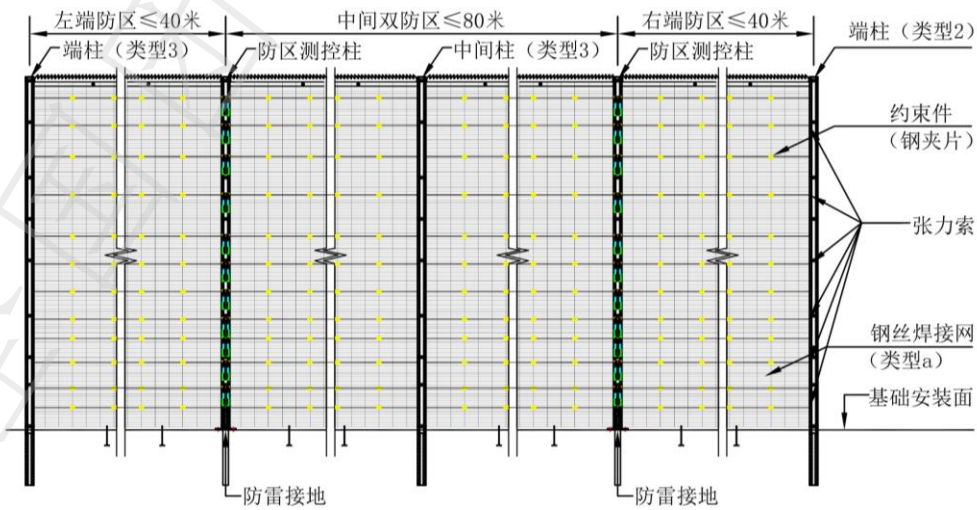 左端防区≤40米
中间双防区≤80米
右端防区≤40米
端柱（类型3）
防区测控柱
中间柱（类型3）
防区测控柱
端柱（类型2）
约束件
（钢夹片）
张力索
钢丝焊接网
（类型a）
基础安装面
防雷接地
防雷接地